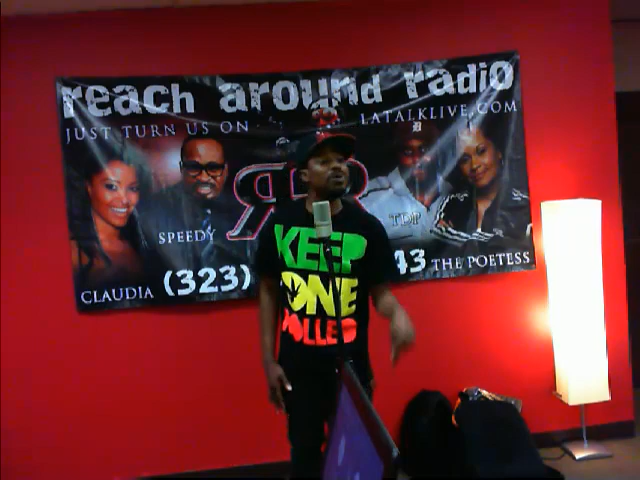 reach around radio
JUST TURN US ON
LATALKLIVE.COM
SPEEDY
TDP
CLAUDIA
(323)
43
THE POETESS
KEEP
ONE
ROLLED